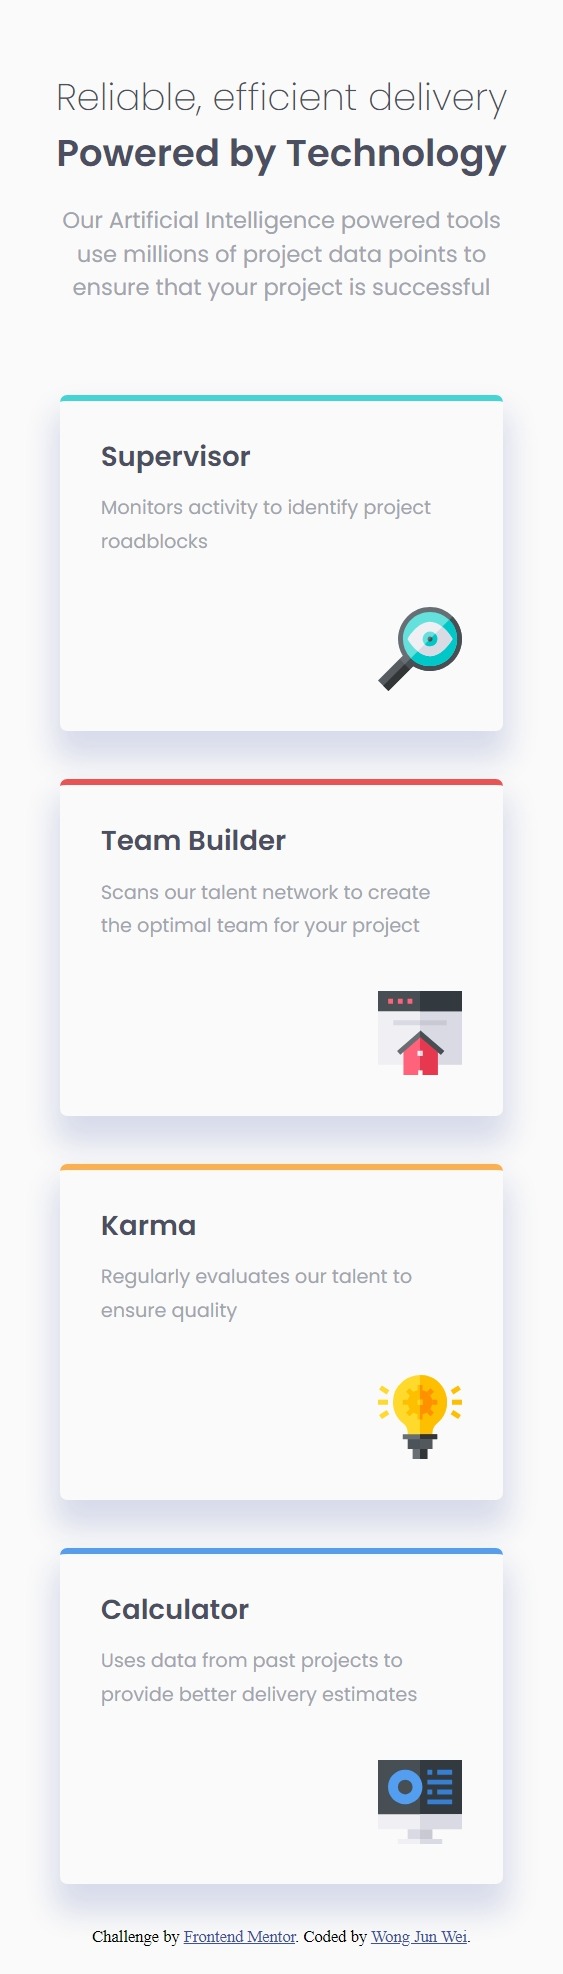 Reliable, efficient delivery
Powered by Technology
Our Artificial Intelligence powered tools
use millions of project data points to
ensure that your project is successful
Supervisor
Monitors activity to identify project
roadblocks
Team Builder
Scans our talent network to create
the optimal team for your project
Karma
Regularly evaluates our talent to
ensure quality
Calculator
Uses data from past projects to
provide better delivery estimates
Challenge by Frontend Mentor. Coded by Wong Jun Wei.